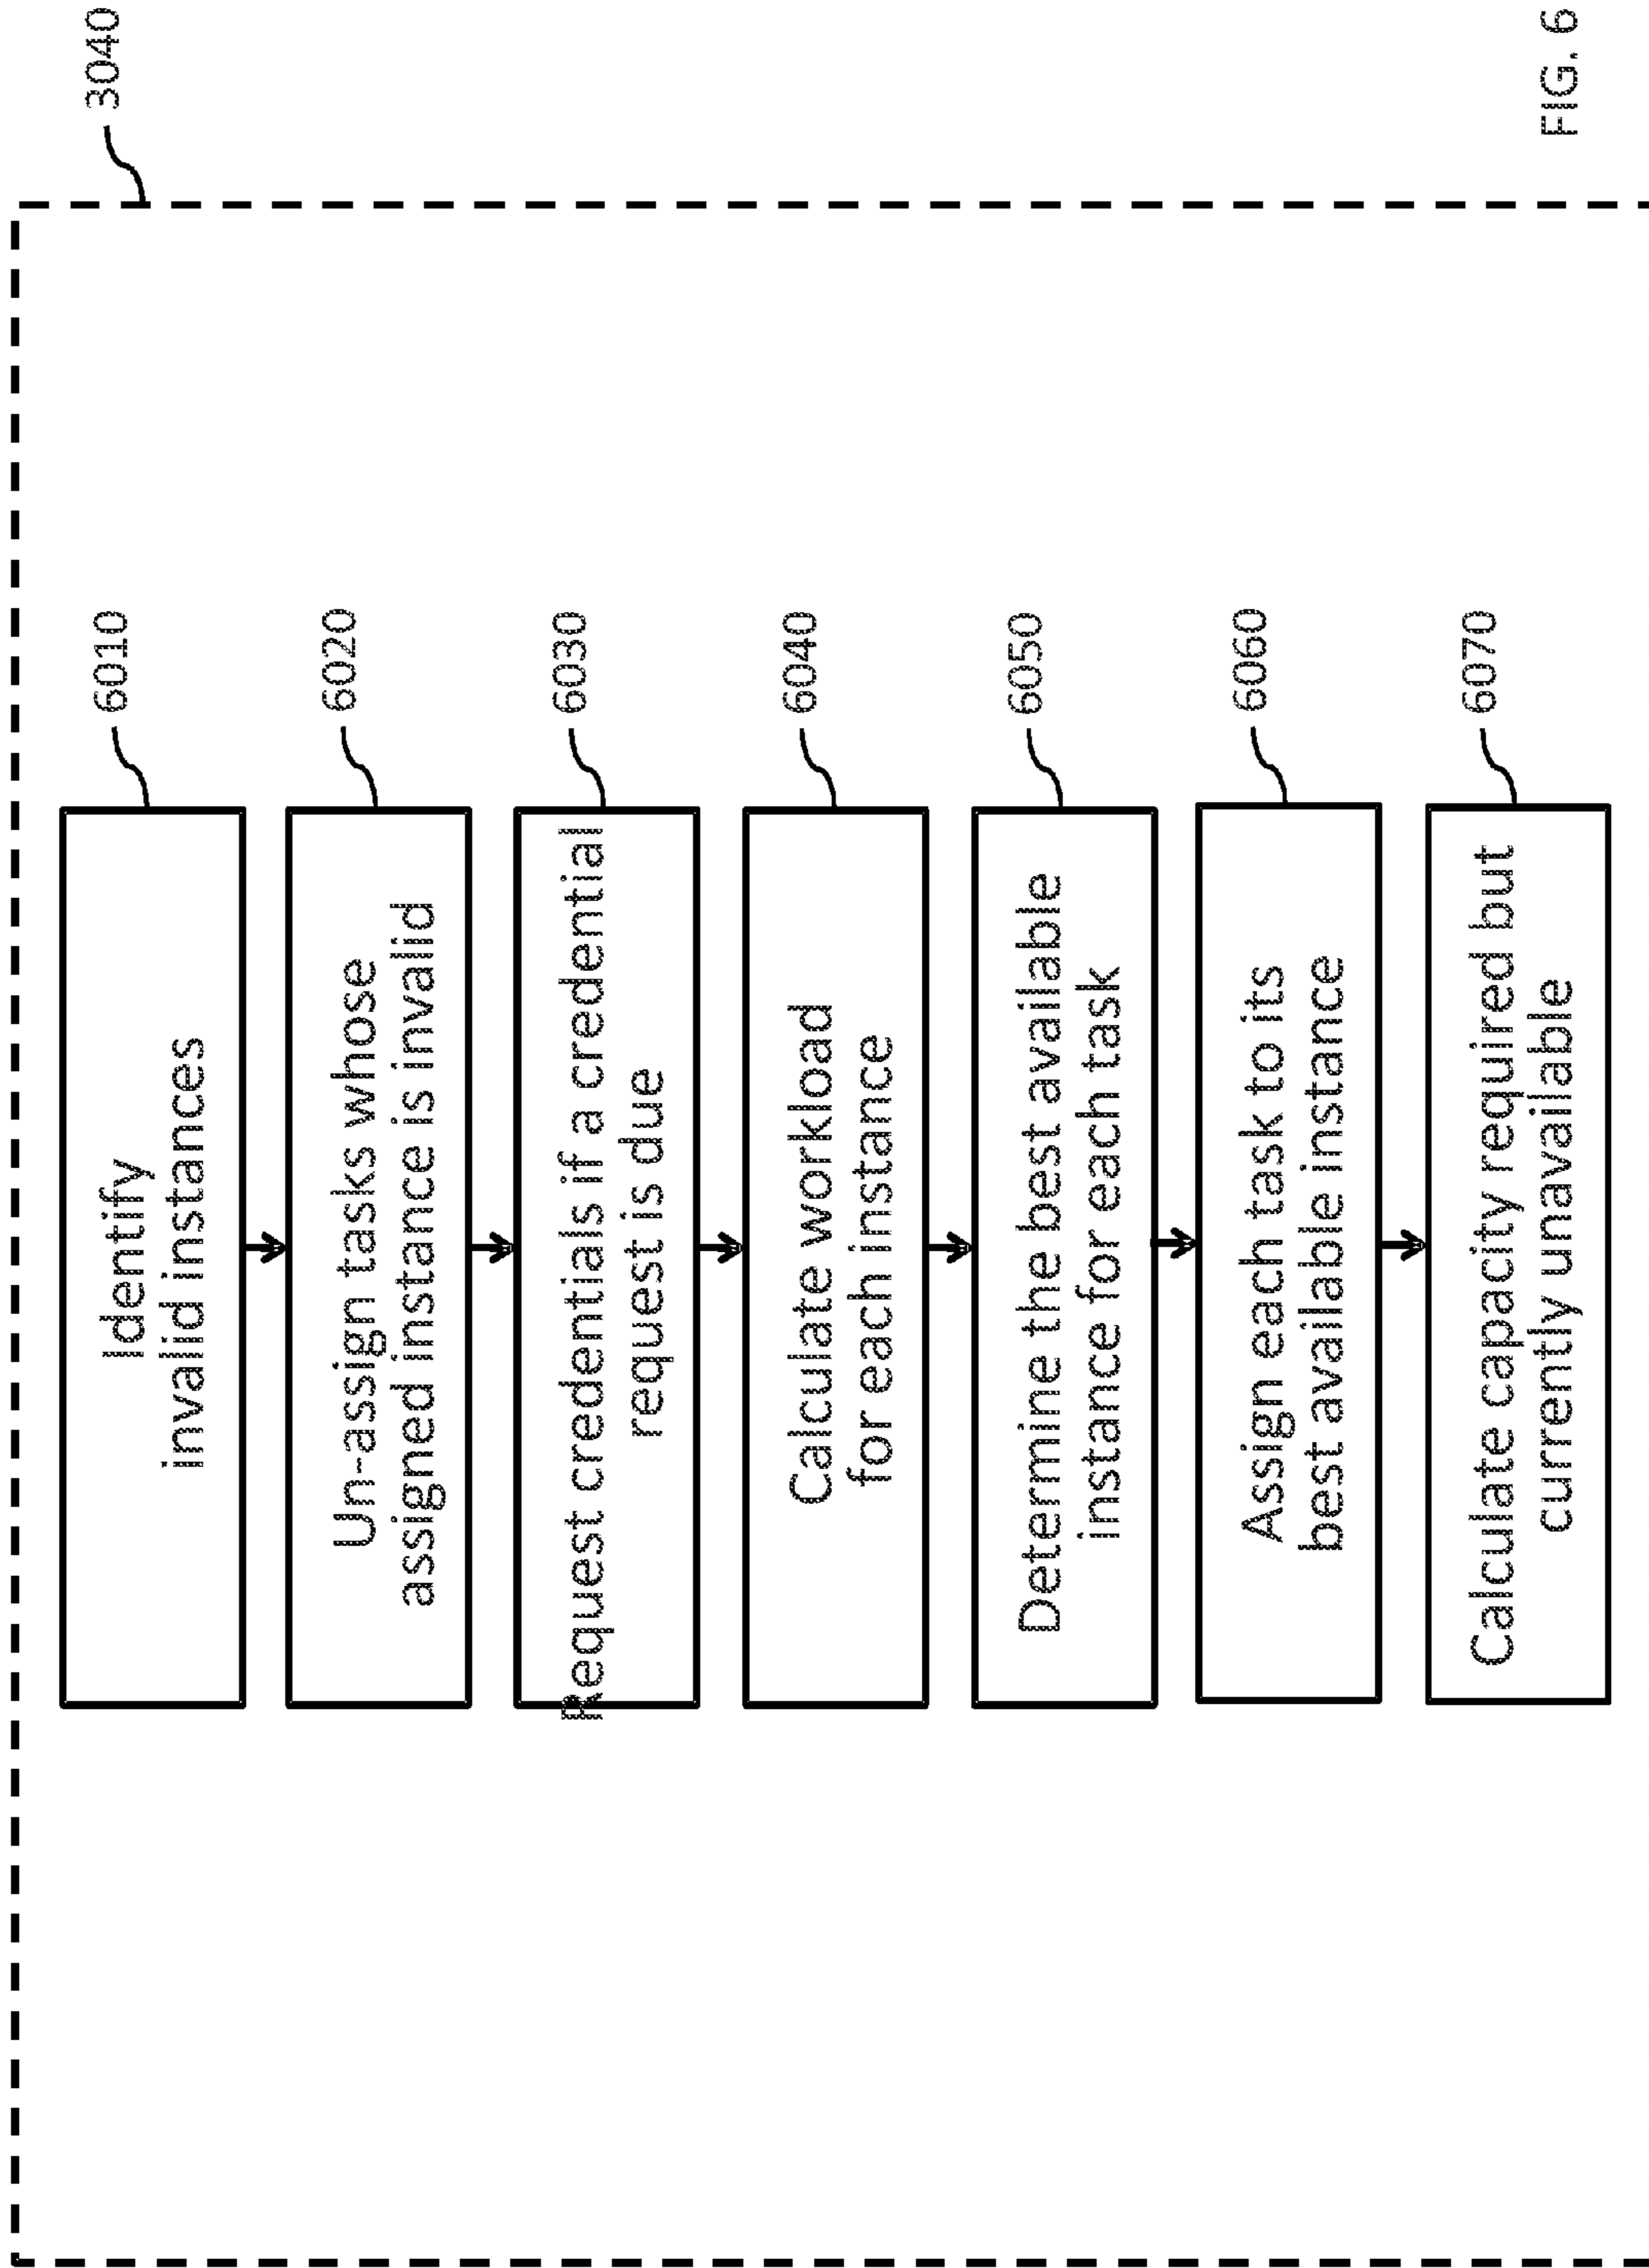 3040
Identify
invalid instances
6010
Un-assign tasks whose
assigned instance is invalid
6020
Request credentials if a credential
request is due
6030
Calculate workload
for each instance
6040
Determine the best available
instance for each task
6050
Assign each task to its
best available instance
6060
Calculate capacity required but
currently unavailable
6070
FIG. 6